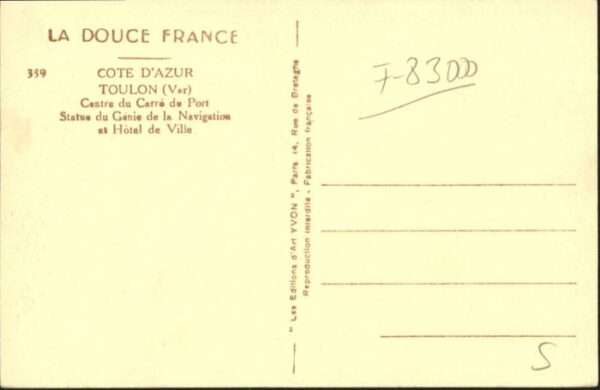 LA DOUCE FRANCE
359 COTE D'AZUR
TOULON (Var)
Centre du Carré de Port
Statue du Génie de la Navigation
et Hôtel de Ville
" Les Editions d'Art YVON ", Paris 14, Rue de Bretagne
Reproduction interdite - Fabrication française
F-83000
S